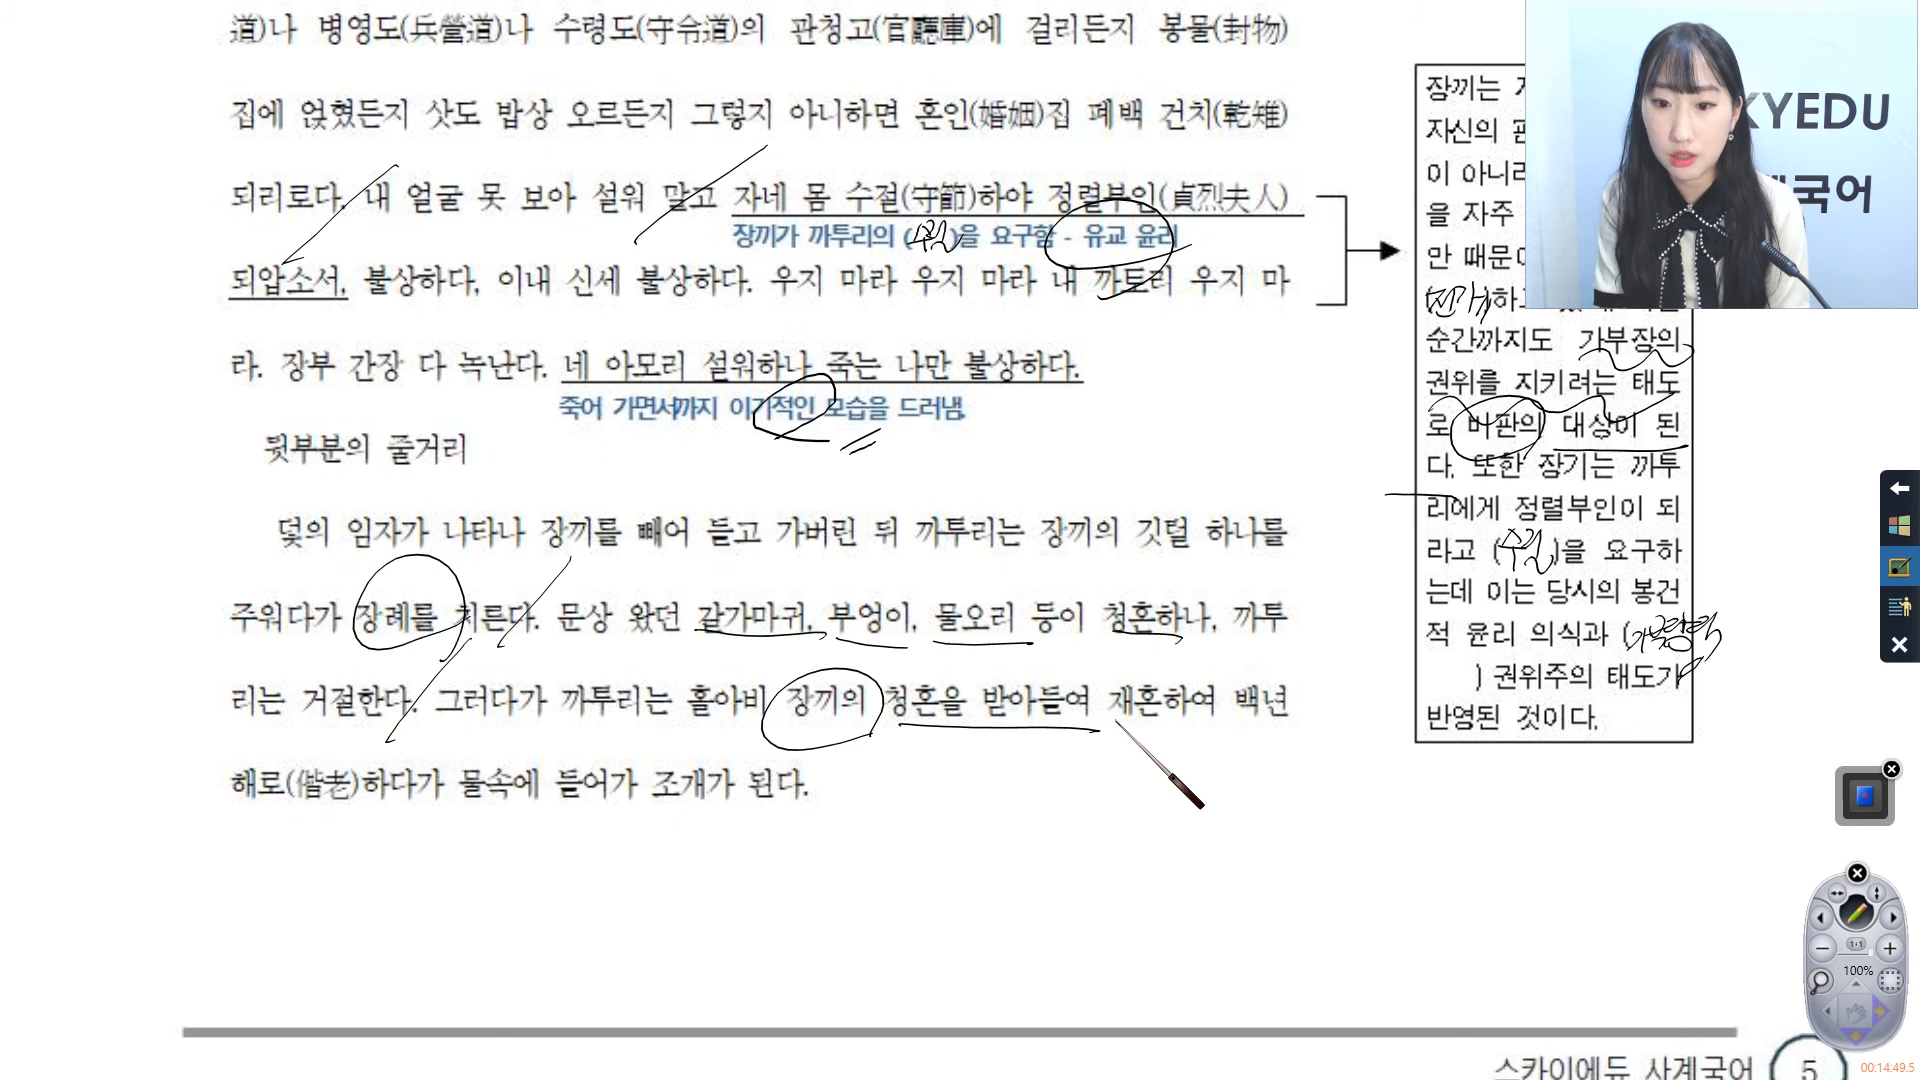 道)나 병영도(兵營道)나 수령도(守令道)의 관청고(官廳庫)에 걸리든지 봉물(封物)
집에 얹혔든지 삿도 밥상 오르든지 그렇지 아니하면 혼인(婚姻)집 폐백 건치(乾雉)
되리로다. 내 얼굴 못 보아 설워 말고 자네 몸 수절(守節)하야 정렬부인(貞烈夫人)
장끼가 까투리의 (수절)을 요구함 - 유교 윤리
되압소서, 불상하다, 이내 신세 불상하다. 우지 마라 우지 마라 내 까토리 우지 마
라. 장부 간장 다 녹난다. 네 아모리 설워하나 죽는 나만 불상하다.
죽어 가면서까지 이기적인 모습을 드러냄.
뒷부분의 줄거리
덫의 임자가 나타나 장끼를 빼어 들고 가버린 뒤 까투리는 장끼의 깃털 하나를
주워다가 장례를 치른다. 문상 왔던 갈가마귀, 부엉이, 물오리 등이 청혼하나, 까투
리는 거절한다. 그러다가 까투리는 홀아비 장끼의 청혼을 받아들여 재혼하여 백년
해로(偕老)하다가 물속에 들어가 조개가 된다.
장끼는
자신의
이 아니라
을 자주
만 때문이
(전가)하고
순간까지도 가부장의
권위를 지키려는 태도
로 비판의 대상이 된
다. 또한 장기는 까투
리에게 정렬부인이 되
라고 (수절)을 요구하
는데 이는 당시의 봉건
적 윤리 의식과 (가부장적
) 권위주의 태도가
반영된 것이다.
KYEDU
계국어
1:1
100%
스카이에듀 사계국어 5
00:14:49.5